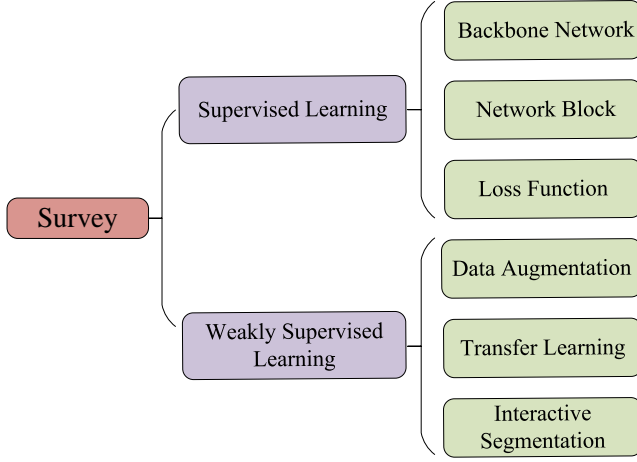 Survey
Supervised Learning
Backbone Network
Network Block
Loss Function
Weakly Supervised
Learning
Data Augmentation
Transfer Learning
Interactive
Segmentation